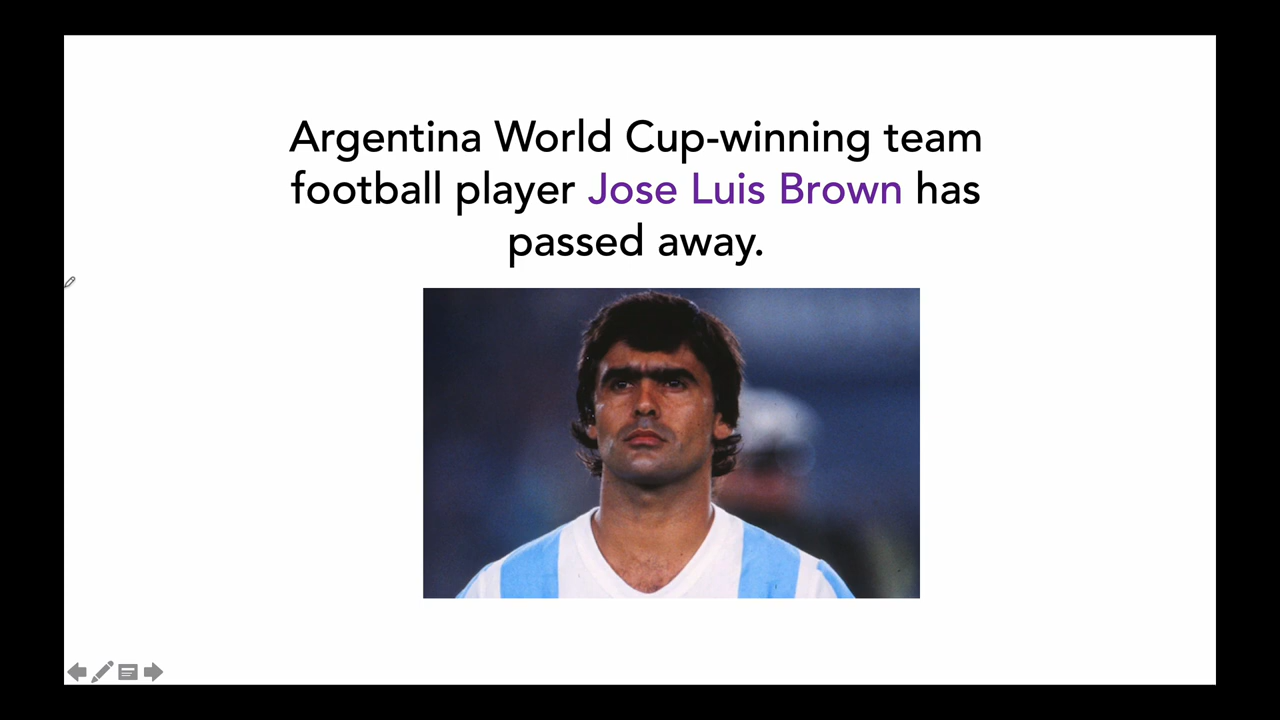 Argentina World Cup-winning team
football player Jose Luis Brown has
passed away.